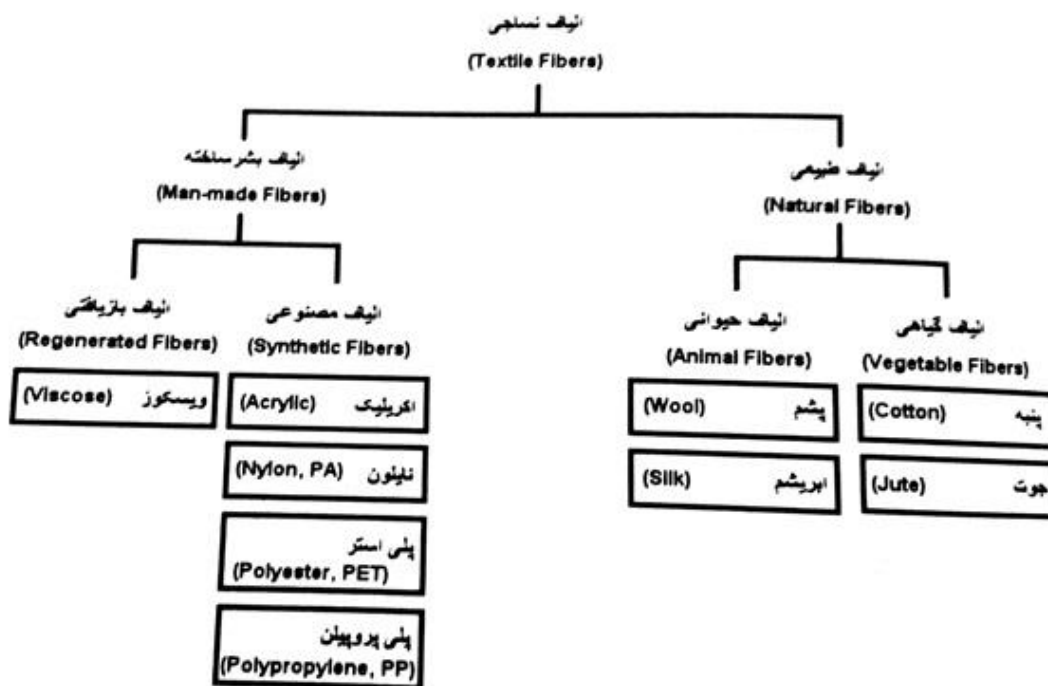 الیاف نساجی
(Textile Fibers)
الیاف بشرساخته
(Man-made Fibers)
الیاف طبیعی
(Natural Fibers)
الیاف بازیافتی
(Regenerated Fibers)
الیاف مصنوعی
(Synthetic Fibers)
الیاف حیوانی
(Animal Fibers)
الیاف گیاهی
(Vegetable Fibers)
ویسکوز (Viscose)
اکریلیک (Acrylic)
نایلون (Nylon, PA)
پلی استر
(Polyester, PET)
پلی پروپیلن
(Polypropylene, PP)
پشم (Wool)
ابریشم (Silk)
پنبه (Cotton)
جوت (Jute)